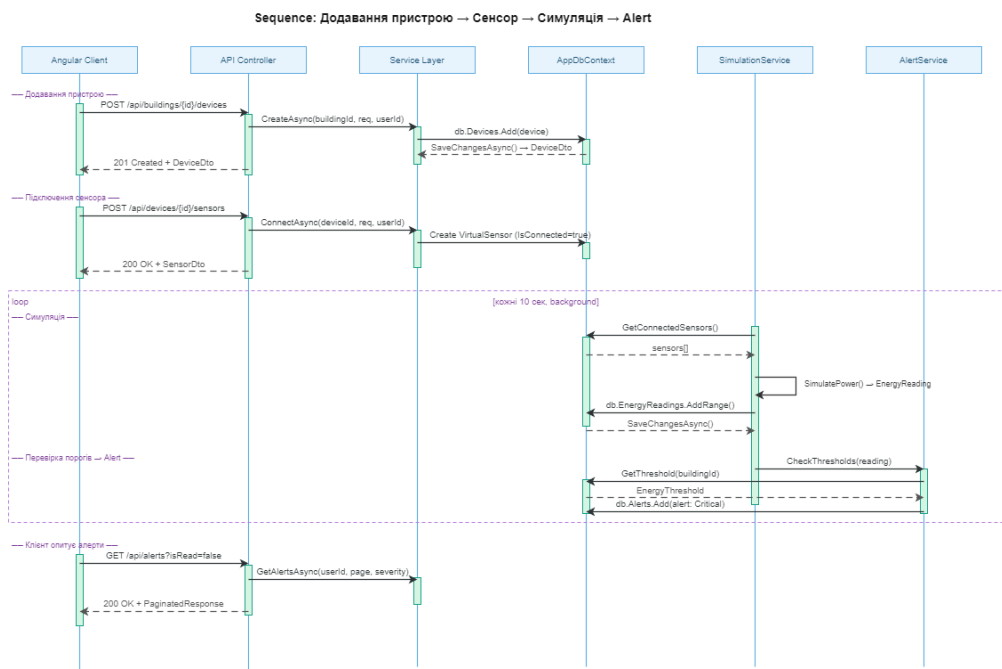 Sequence: Додавання пристрою → Сенсор → Симуляція → Alert
Angular Client
API Controller
Service Layer
AppDbContext
SimulationService
AlertService
Додавання пристрою
POST /api/buildings/{id}/devices
CreateAsync(buildingId, req, userId)
db.Devices.Add(device)
SaveChangesAsync() → DeviceDto
201 Created + DeviceDto
Підключення сенсора
POST /api/devices/{id}/sensors
ConnectAsync(deviceId, req, userId)
Create VirtualSensor (IsConnected=true)
200 OK + SensorDto
loop
[кожні 10 сек, background]
Симуляція
GetConnectedSensors()
sensors[]
SimulatePower() → EnergyReading
db.EnergyReadings.AddRange()
SaveChangesAsync()
Перевірка порогів → Alert
CheckThresholds(reading)
GetThreshold(buildingId)
EnergyThreshold
db.Alerts.Add(alert: Critical)
Клієнт опитує алерти
GET /api/alerts?isRead=false
GetAlertsAsync(userId, page, severity)
200 OK + PaginatedResponse